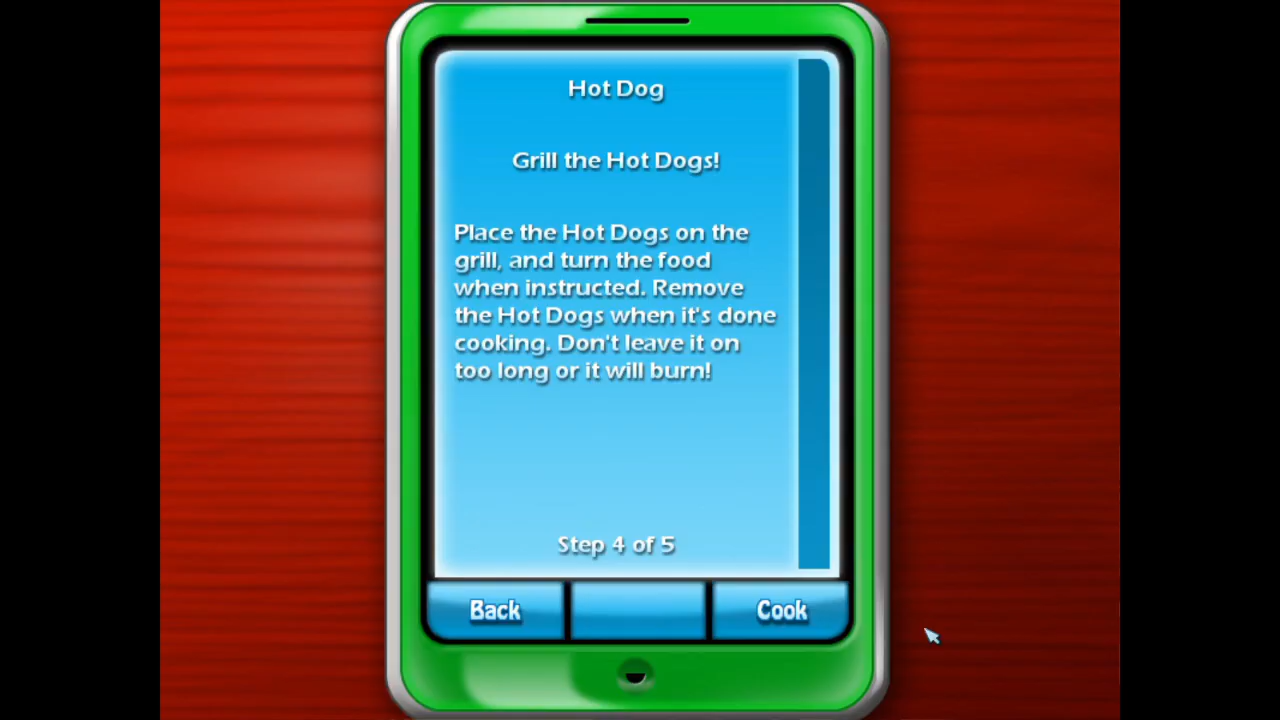 Hot Dog
Grill the Hot Dogs!
Place the Hot Dogs on the
grill, and turn the food
when instructed. Remove
the Hot Dogs when it's done
cooking. Don't leave it on
too long or it will burn!
Step 4 of 5
Back
Cook